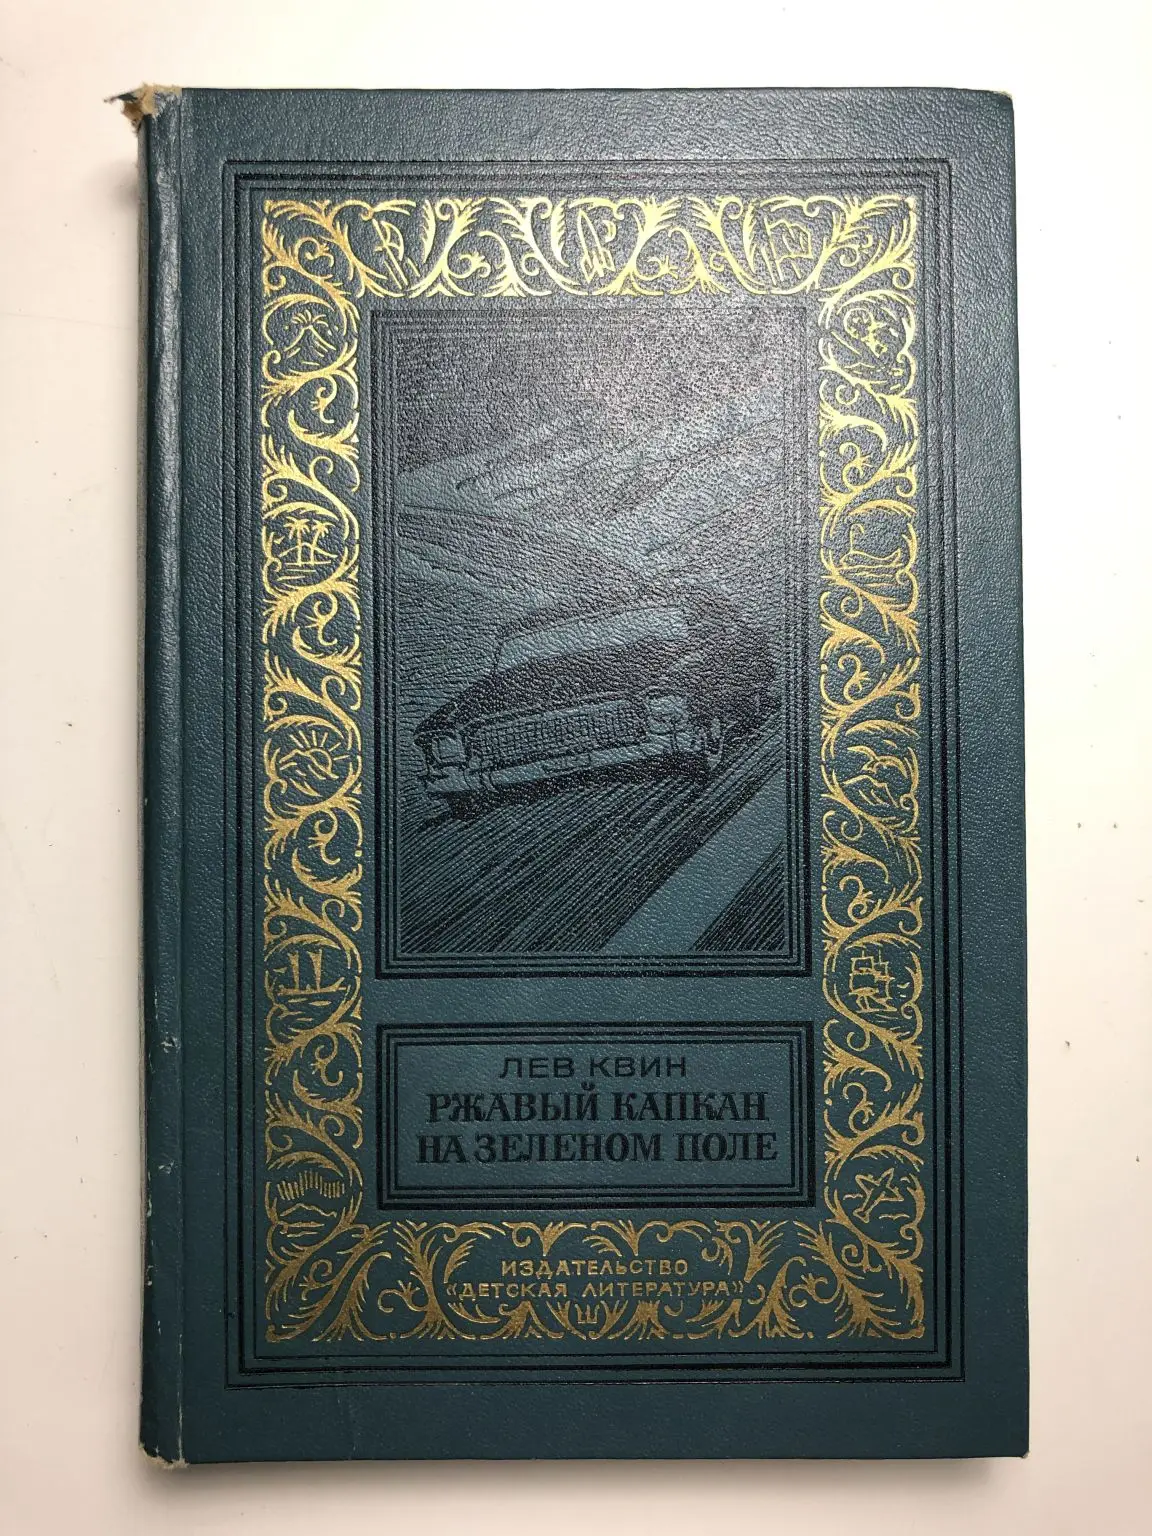 ЛЕВ КВИН
РЖАВЫЙ КАПКАН
НА ЗЕЛЕНОМ ПОЛЕ
ИЗДАТЕЛЬСТВО
«ДЕТСКАЯ ЛИТЕРАТУРА»